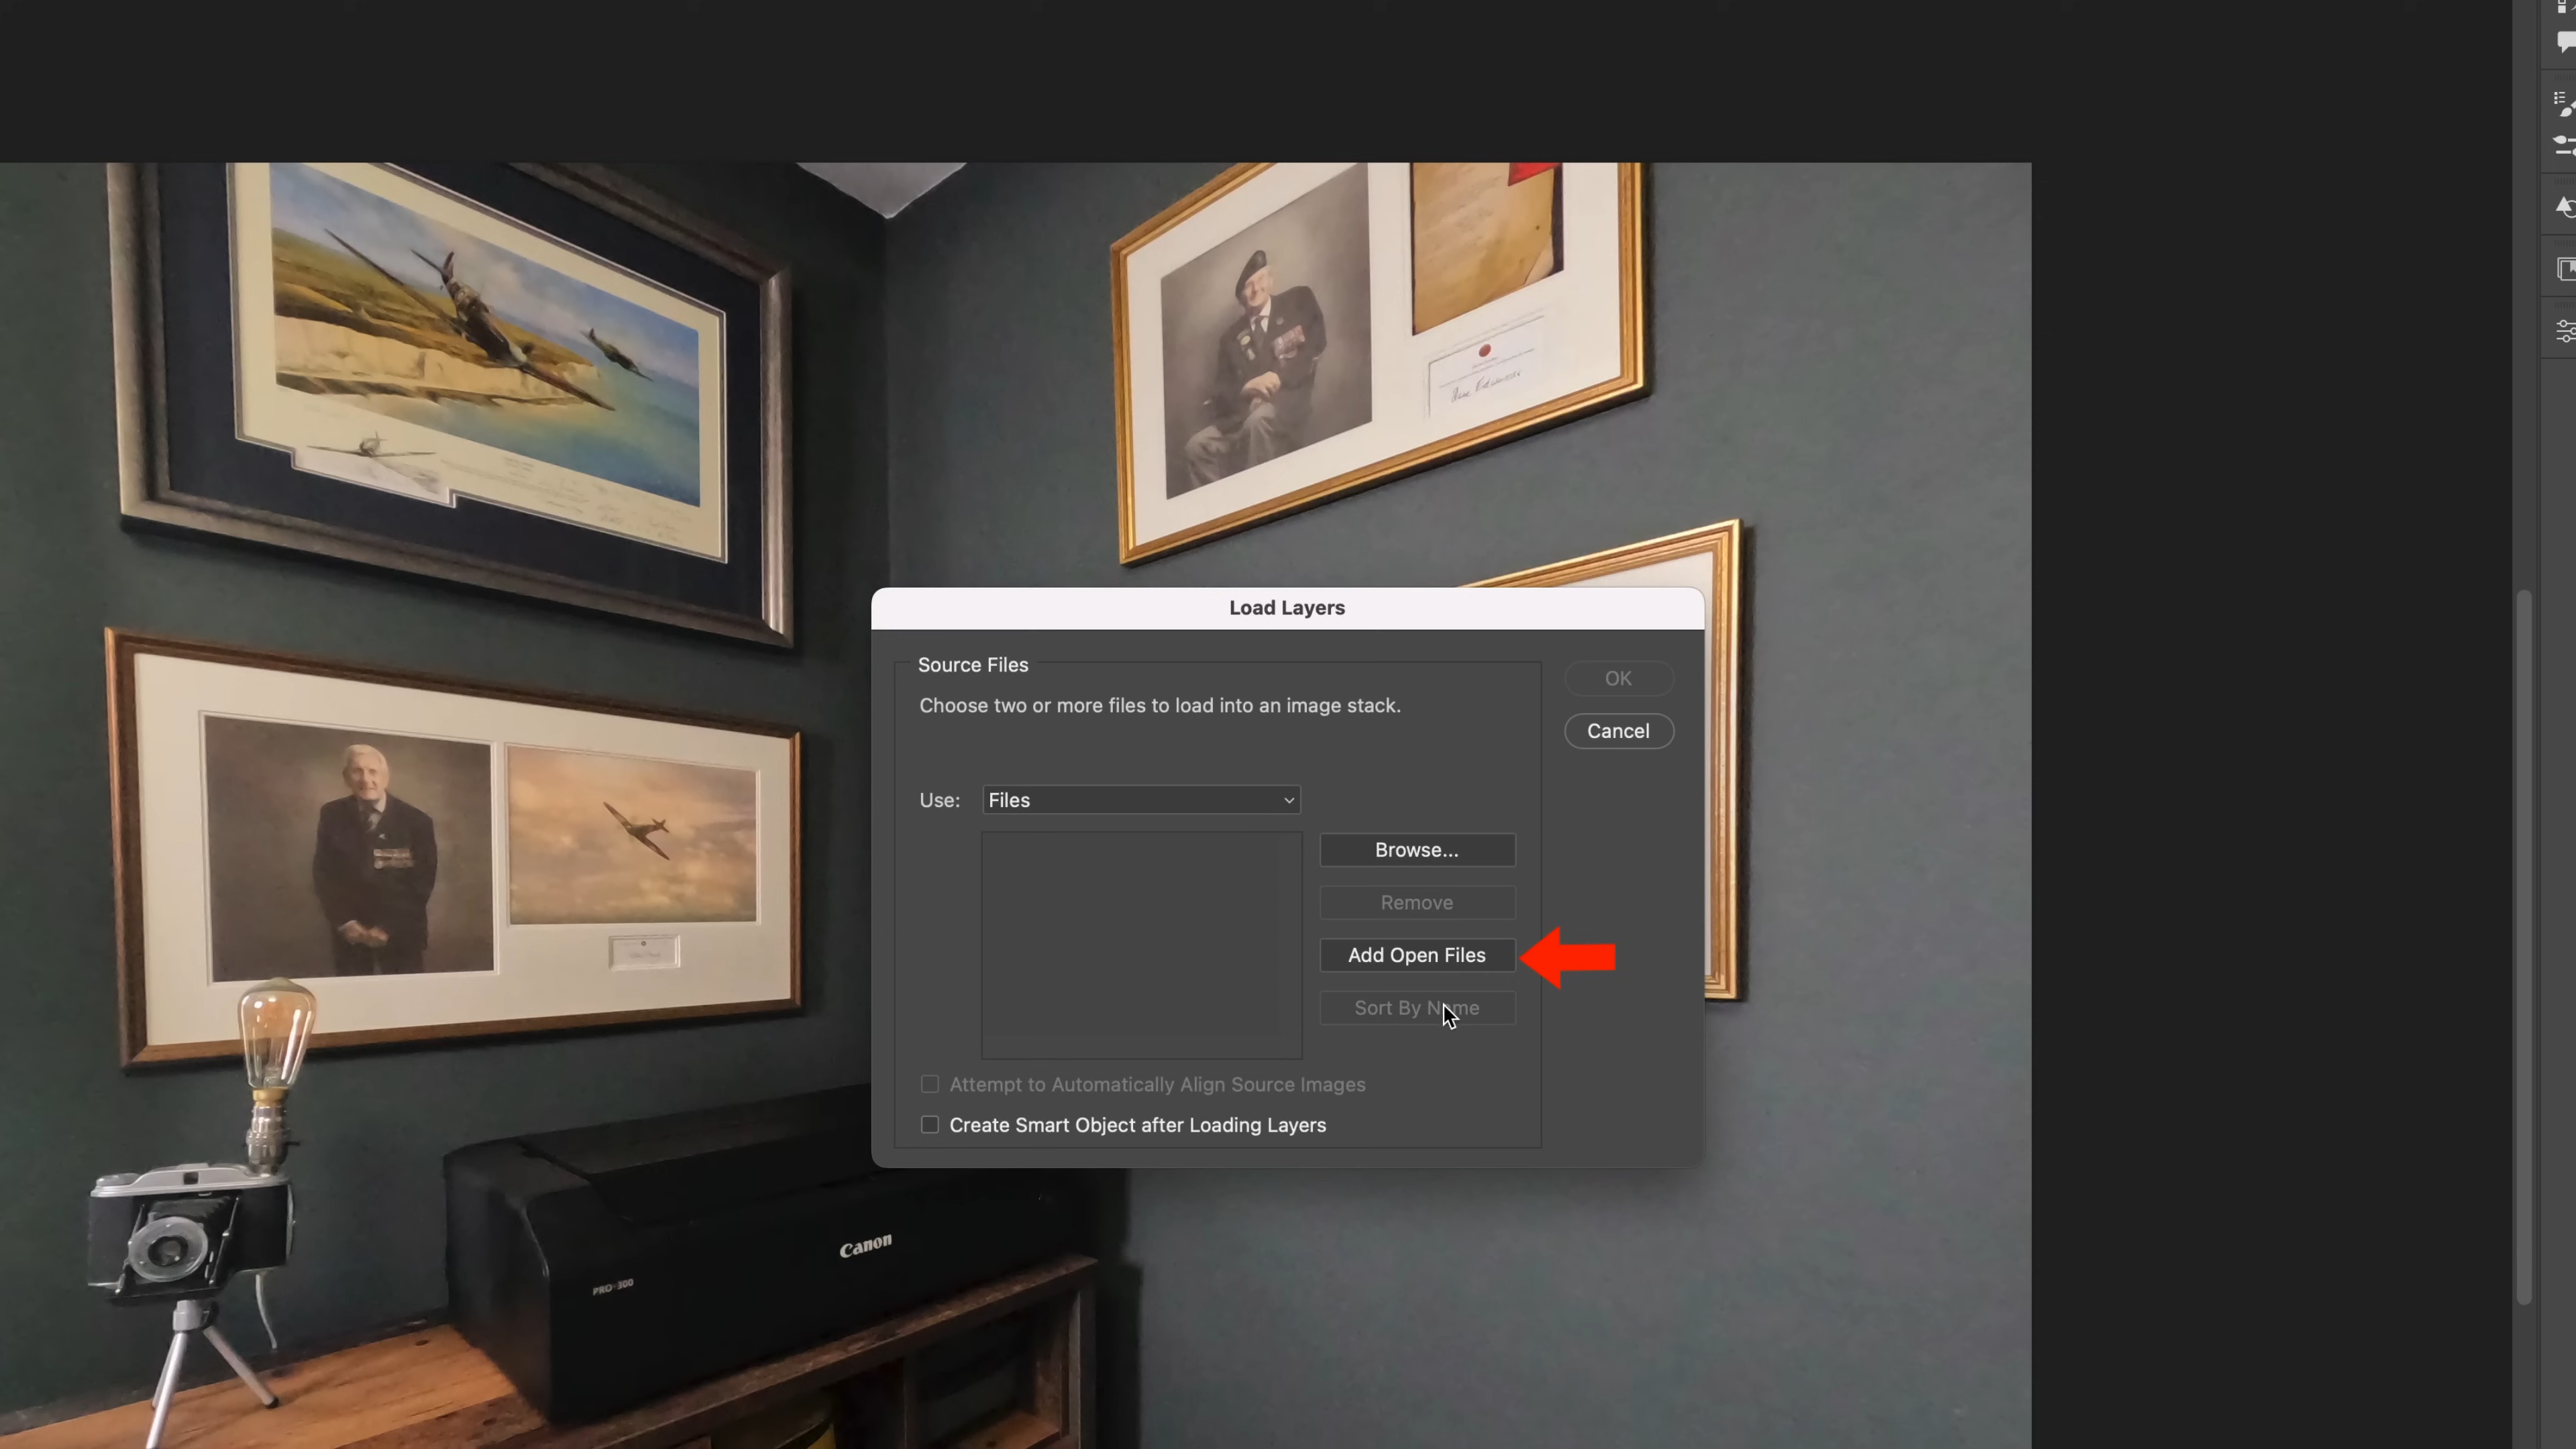 Load Layers
Source Files
Choose two or more files to load into an image stack.
OK
Cancel
Use: Files
Browse...
Remove
Add Open Files
Sort By Name
Attempt to Automatically Align Source Images
Create Smart Object after Loading Layers
Canon
PRO-300